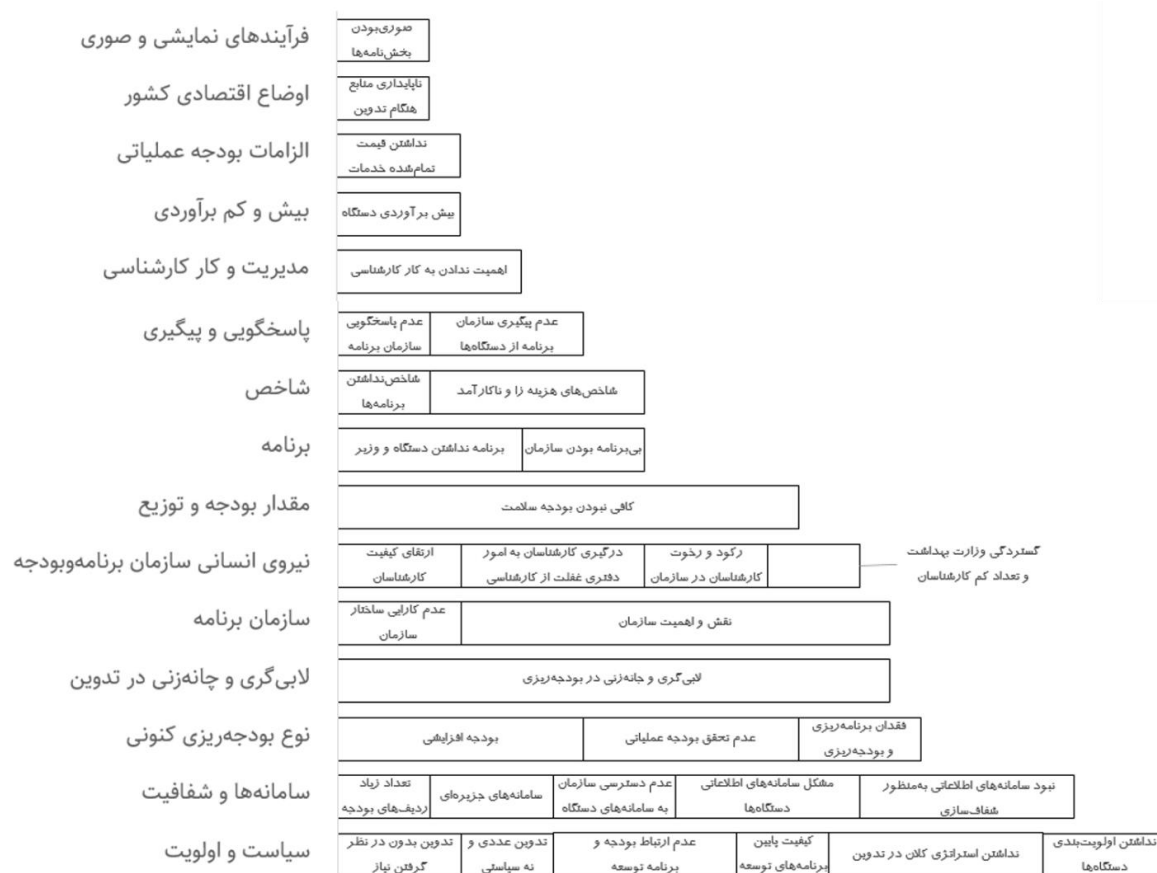 فرآیندهای نمایشی و صوری
صوری‌بودن
بخش‌نامه‌ها
اوضاع اقتصادی کشور
ناپایداری منابع
هنگام تدوین
الزامات بودجه عملیاتی
نداشتن قیمت
تمام‌شده خدمات
بیش و کم برآوردی
بیش برآوردی دستگاه
مدیریت و کار کارشناسی
اهمیت ندادن به کار کارشناسی
پاسخگویی و پیگیری
عدم پاسخگویی
سازمان برنامه
عدم پیگیری سازمان
برنامه از دستگاه‌ها
شاخص
شاخص‌نداشتن
برنامه‌ها
شاخص‌های هزینه زا و ناکارآمد
برنامه
برنامه نداشتن دستگاه و وزیر
بی‌برنامه بودن سازمان
مقدار بودجه و توزیع
کافی نبودن بودجه سلامت
نیروی انسانی سازمان برنامه‌وبودجه
ارتقای کیفیت
کارشناسان
درگیری کارشناسان به امور
دفتری غفلت از کارشناسی
رکود و رخوت
کارشناسان در سازمان
گستردگی وزارت بهداشت
و تعداد کم کارشناسان
سازمان برنامه
عدم کارایی ساختار
سازمان
نقش و اهمیت سازمان
لابی‌گری و چانه‌زنی در تدوین
لابی‌گری و چانه‌زنی در بودجه‌ریزی
نوع بودجه‌ریزی کنونی
بودجه افزایشی
عدم تحقق بودجه عملیاتی
فقدان برنامه‌ریزی
و بودجه‌ریزی
سامانه‌ها و شفافیت
تعداد زیاد
ردیف‌های بودجه
سامانه‌های جزیره‌ای
عدم دسترسی سازمان
به سامانه‌های دستگاه
مشکل سامانه‌های اطلاعاتی
دستگاه‌ها
نبود سامانه‌های اطلاعاتی به‌منظور
شفاف‌سازی
سیاست و اولویت
تدوین بدون در نظر
گرفتن نیاز
تدوین عددی و
نه سیاستی
عدم ارتباط بودجه و
برنامه توسعه
کیفیت پایین
برنامه‌های توسعه
نداشتن استراتژی کلان در تدوین
نداشتن اولویت‌بندی
دستگاه‌ها